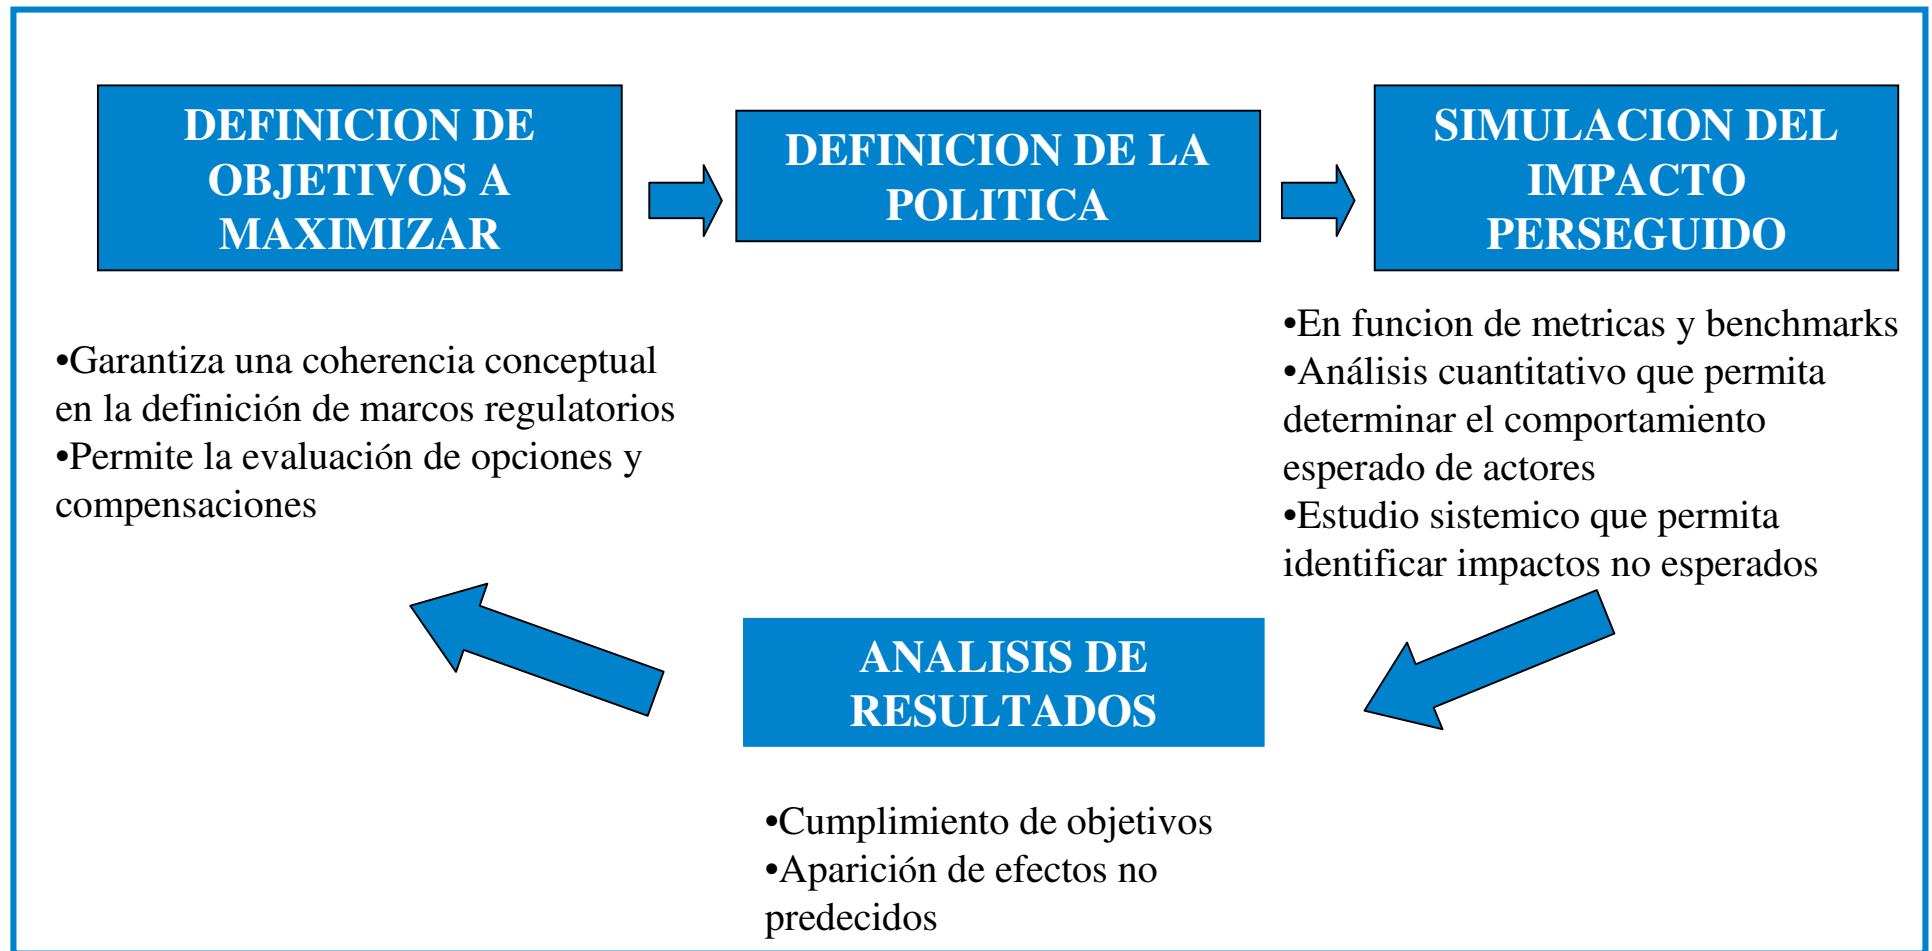 DEFINICION DE
OBJETIVOS A
MAXIMIZAR
DEFINICION DE LA
POLITICA
SIMULACION DEL
IMPACTO
PERSEGUIDO
•Garantiza una coherencia conceptual
en la definición de marcos regulatorios
•Permite la evaluación de opciones y
compensaciones
•En funcion de metricas y benchmarks
•Análisis cuantitativo que permita
determinar el comportamiento
esperado de actores
•Estudio sistemico que permita
identificar impactos no esperados
ANALISIS DE
RESULTADOS
•Cumplimiento de objetivos
•Aparición de efectos no
predecidos